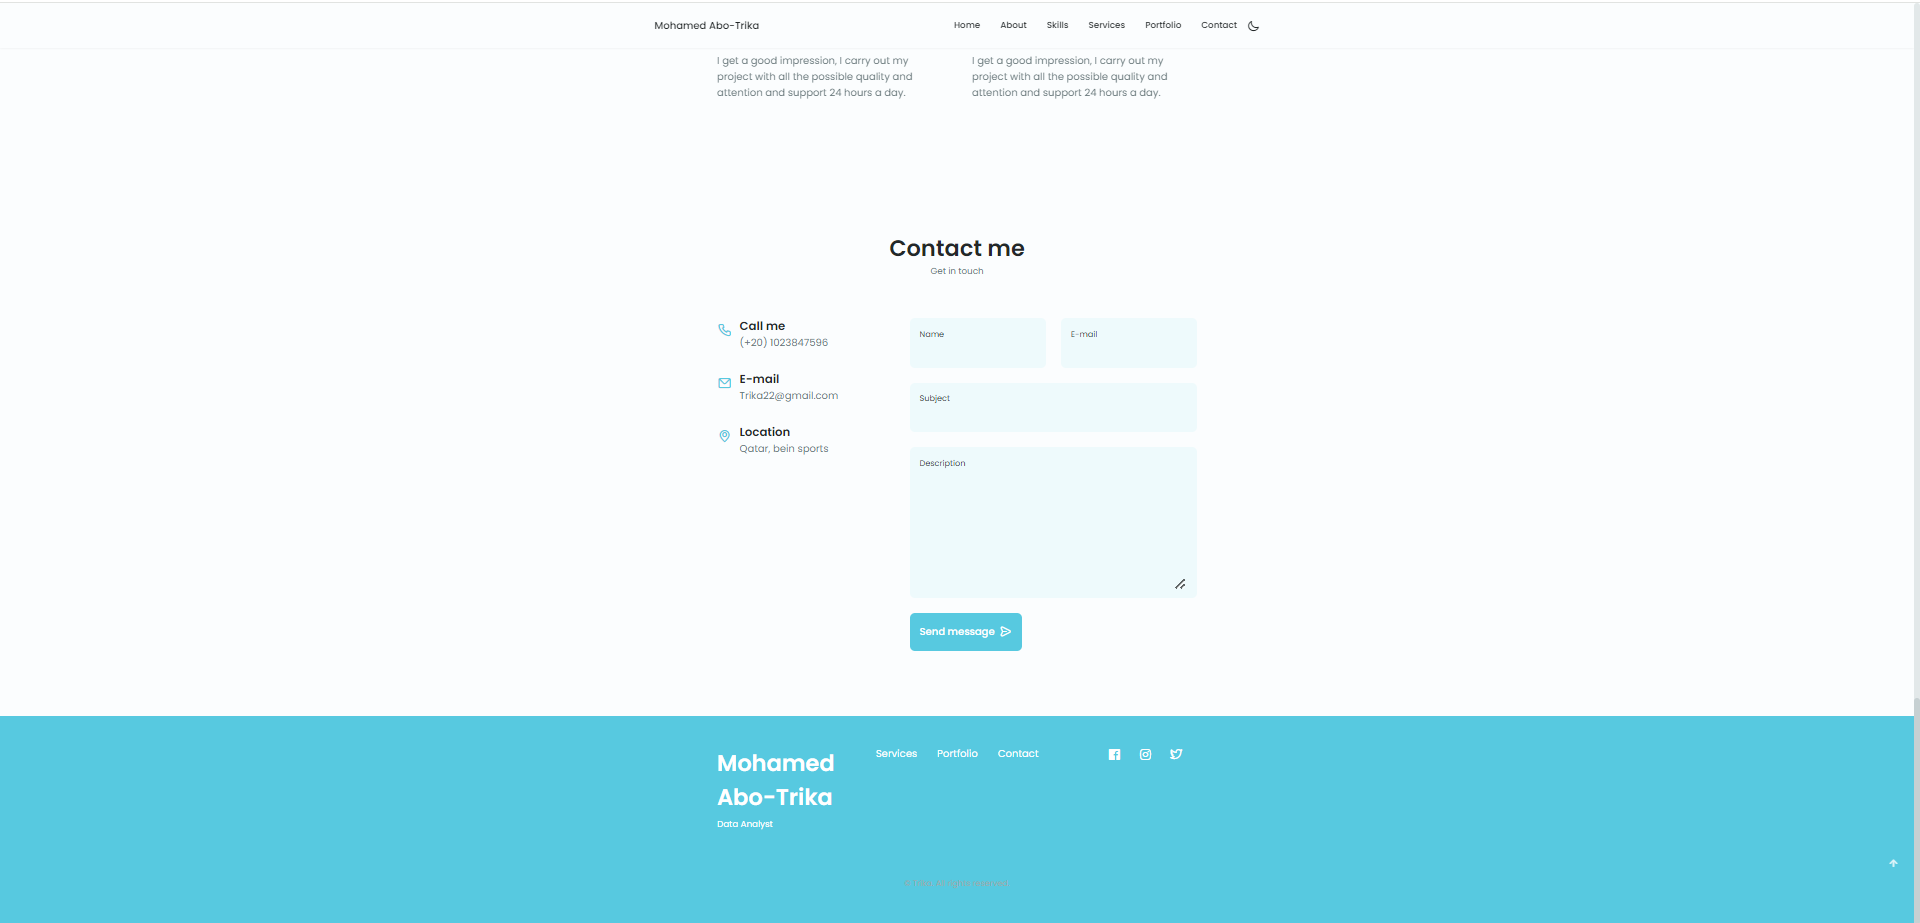 Mohamed Abo-Trika
Home About Skills Services Portfolio Contact
I get a good impression, I carry out my
project with all the possible quality and
attention and support 24 hours a day.
I get a good impression, I carry out my
project with all the possible quality and
attention and support 24 hours a day.
Contact me
Get in touch
Call me
(+20) 1023847596
E-mail
Trika22@gmail.com
Location
Qatar, bein sports
Name
E-mail
Subject
Description
Send message
Mohamed
Abo-Trika
Data Analyst
Services Portfolio Contact